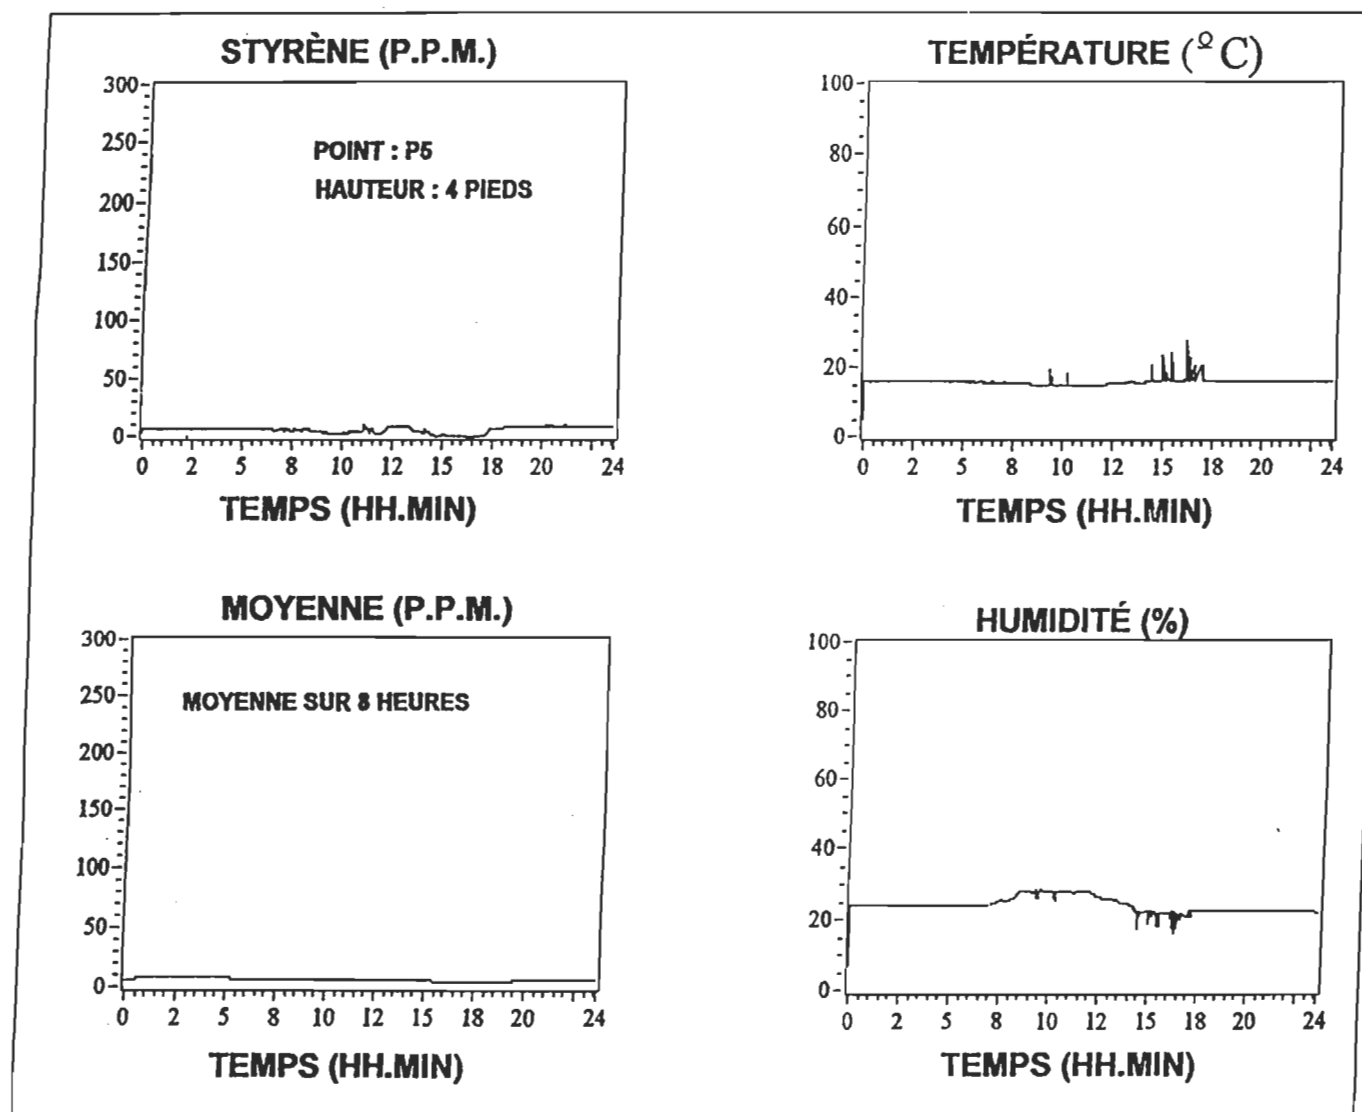 STYRÈNE (P.P.M.)
300
250
200
150
100
50
0
POINT : P5
HAUTEUR : 4 PIEDS
0 2 5 8 10 12 15 18 20 24
TEMPS (HH.MIN)
TEMPÉRATURE (º C)
100
80
60
40
20
0
0 2 5 8 10 12 15 18 20 24
TEMPS (HH.MIN)
MOYENNE (P.P.M.)
300
250
200
150
100
50
0
MOYENNE SUR 8 HEURES
0 2 5 8 10 12 15 18 20 24
TEMPS (HH.MIN)
HUMIDITÉ (%)
100
80
60
40
20
0
0 2 5 8 10 12 15 18 20 24
TEMPS (HH.MIN)